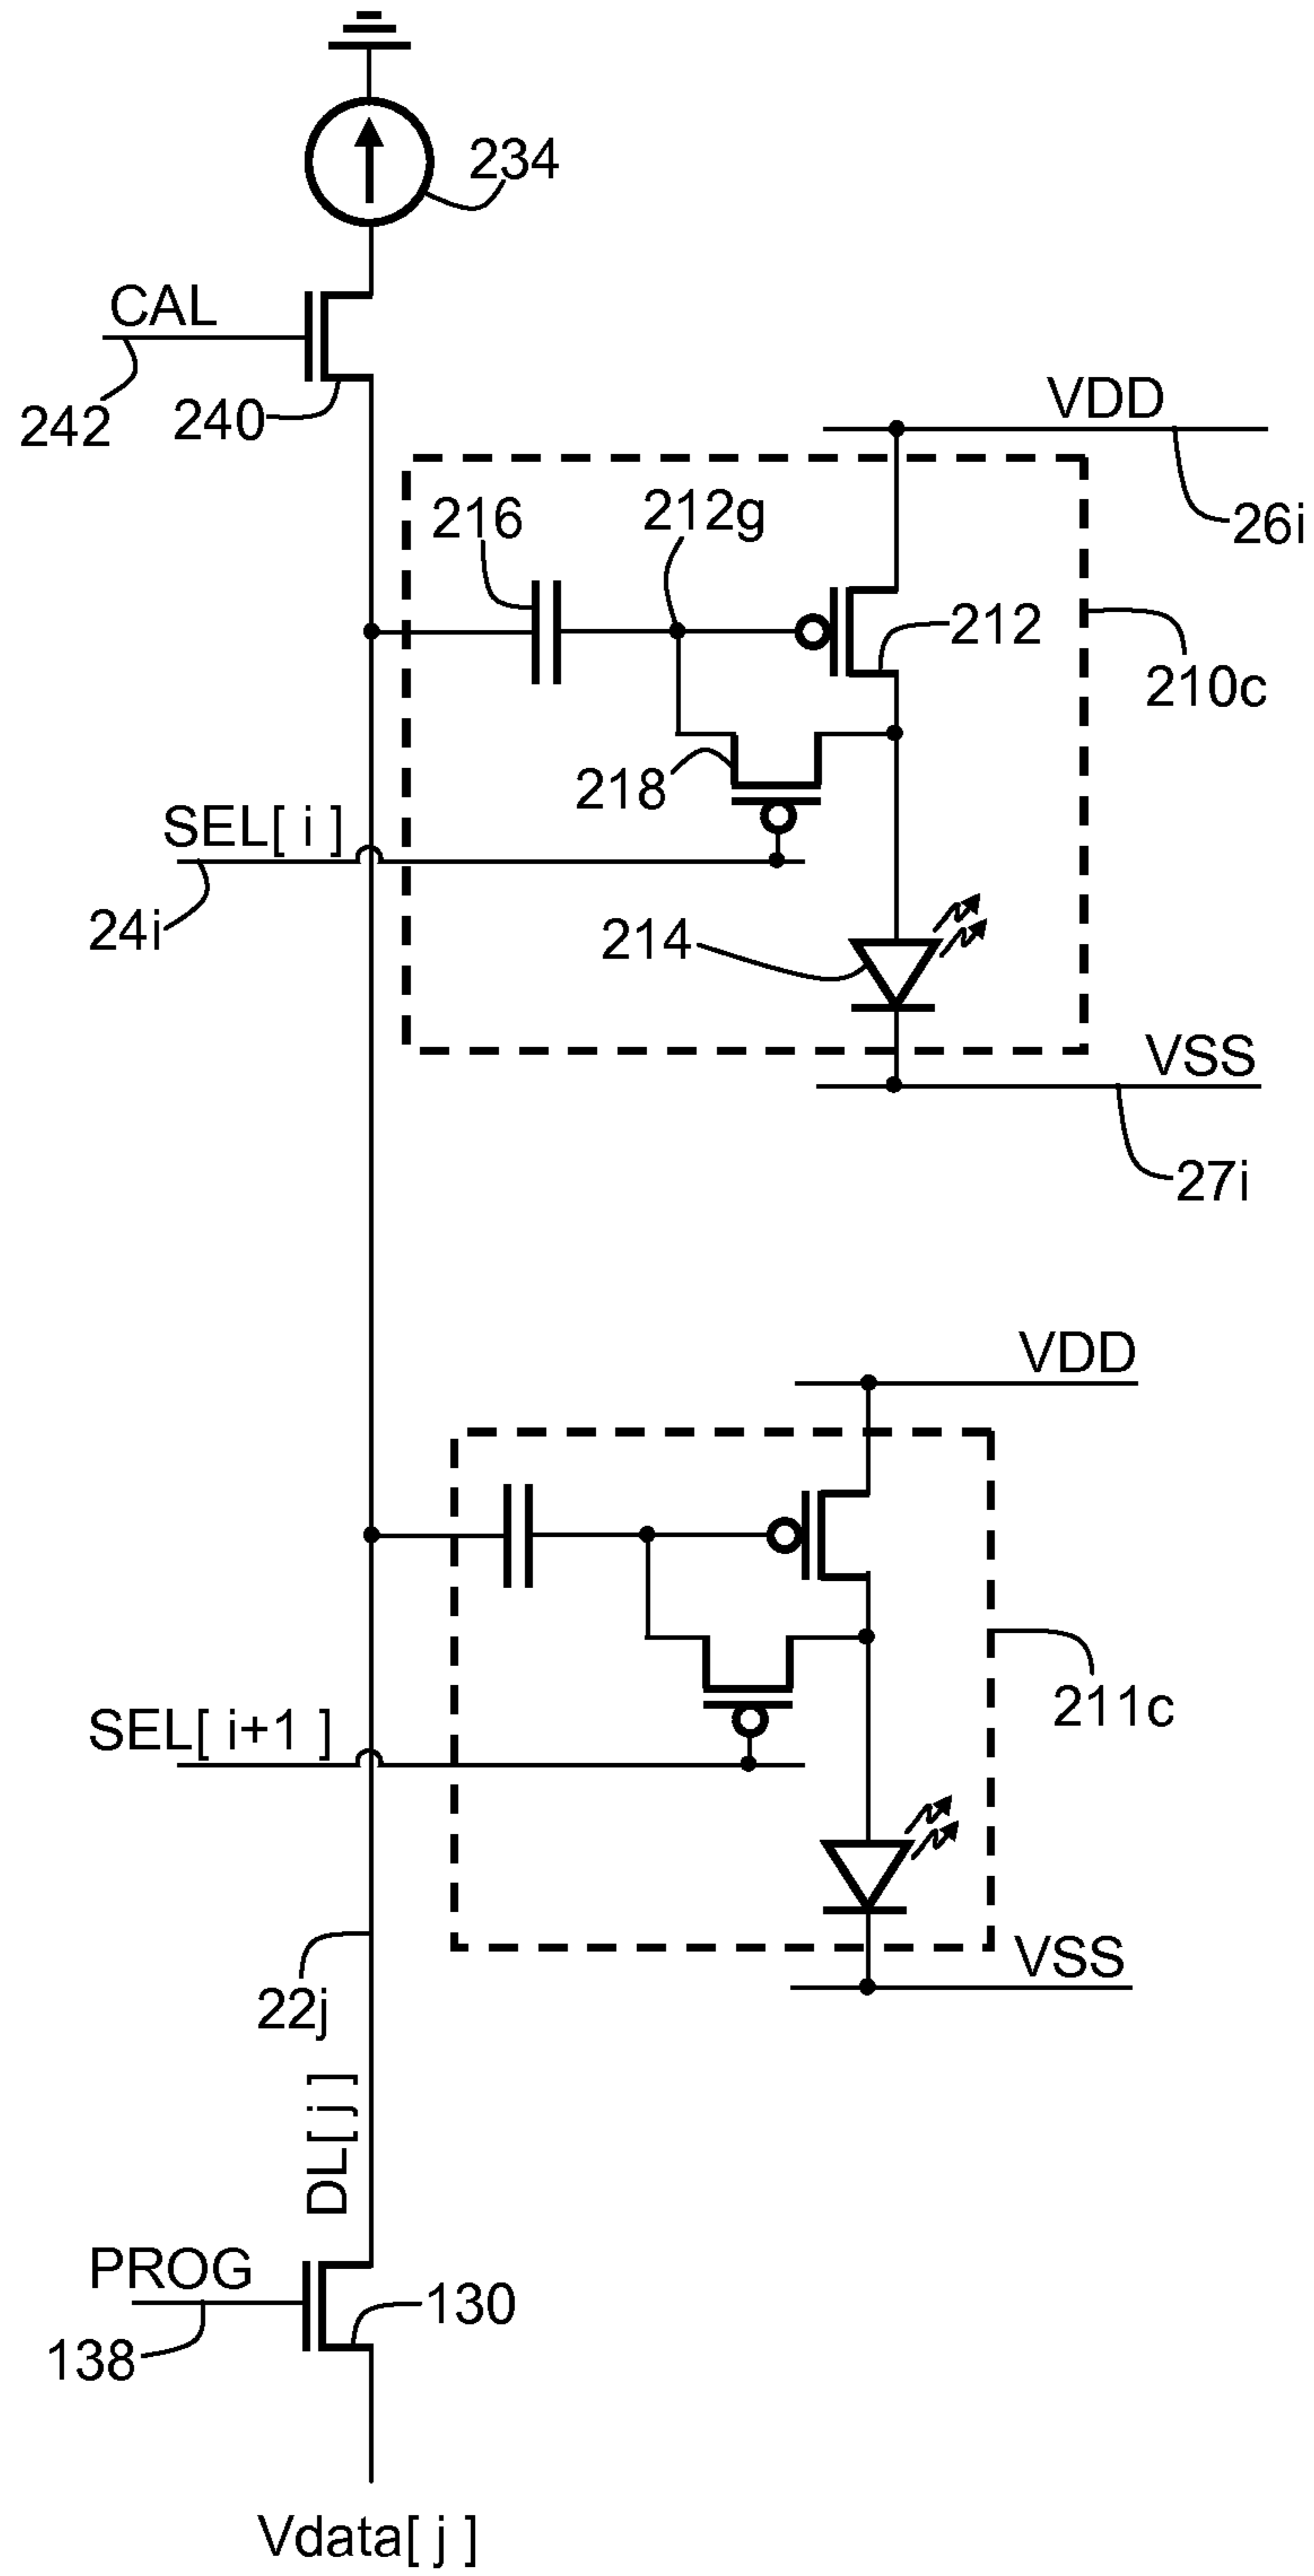 234
CAL
242
240
VDD
26i
216
212g
212
210c
218
SEL[ i ]
24i
214
VSS
27i
VDD
211c
SEL[ i+1 ]
VSS
22j
DL[ j ]
PROG
130
138
Vdata[ j ]